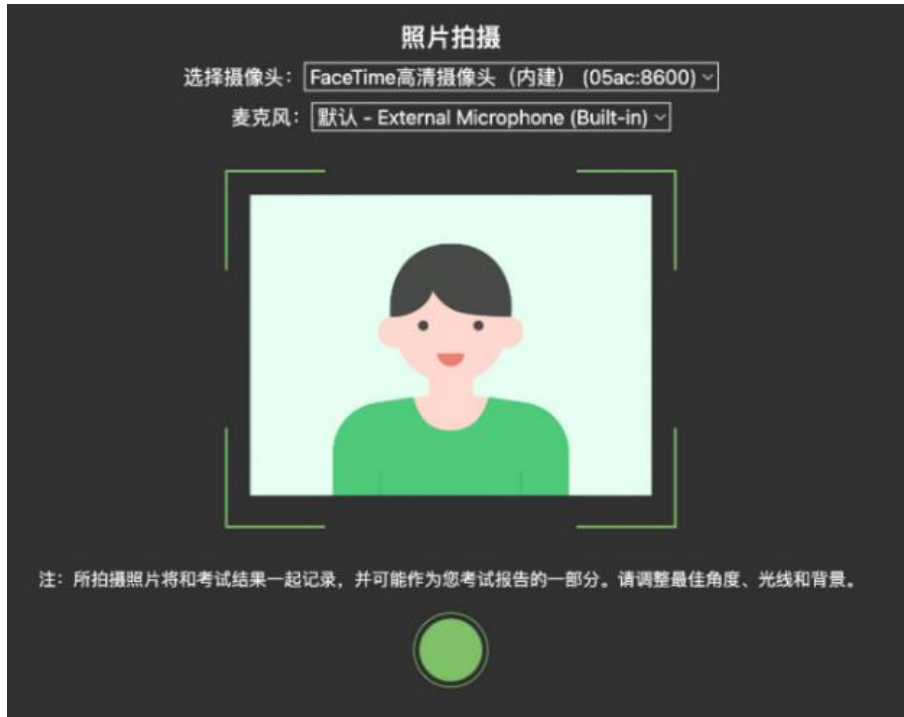 照片拍摄
选择摄像头： FaceTime高清摄像头（内建） (05ac:8600)
麦克风： 默认 - External Microphone (Built-in)
注：所拍摄照片将和考试结果一起记录，并可能作为您考试报告的一部分。请调整最佳角度、光线和背景。